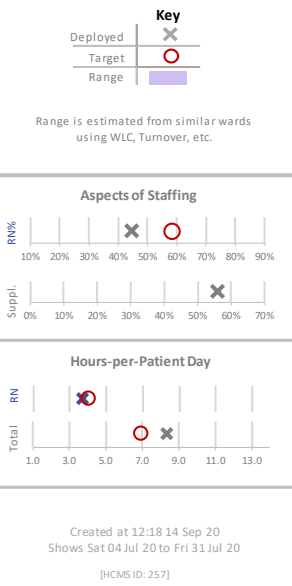 Key
Deployed
Target
Range
Range is estimated from similar wards
using WLC, Turnover, etc.
Aspects of Staffing
RN%
10% 20% 30% 40% 50% 60% 70% 80% 90%
Suppl.
0% 10% 20% 30% 40% 50% 60% 70%
Hours-per-Patient Day
RN
Total
1.0 3.0 5.0 7.0 9.0 11.0 13.0
Created at 12:18 14 Sep 20
Shows Sat 04 Jul 20 to Fri 31 Jul 20
[HCMS ID: 257]